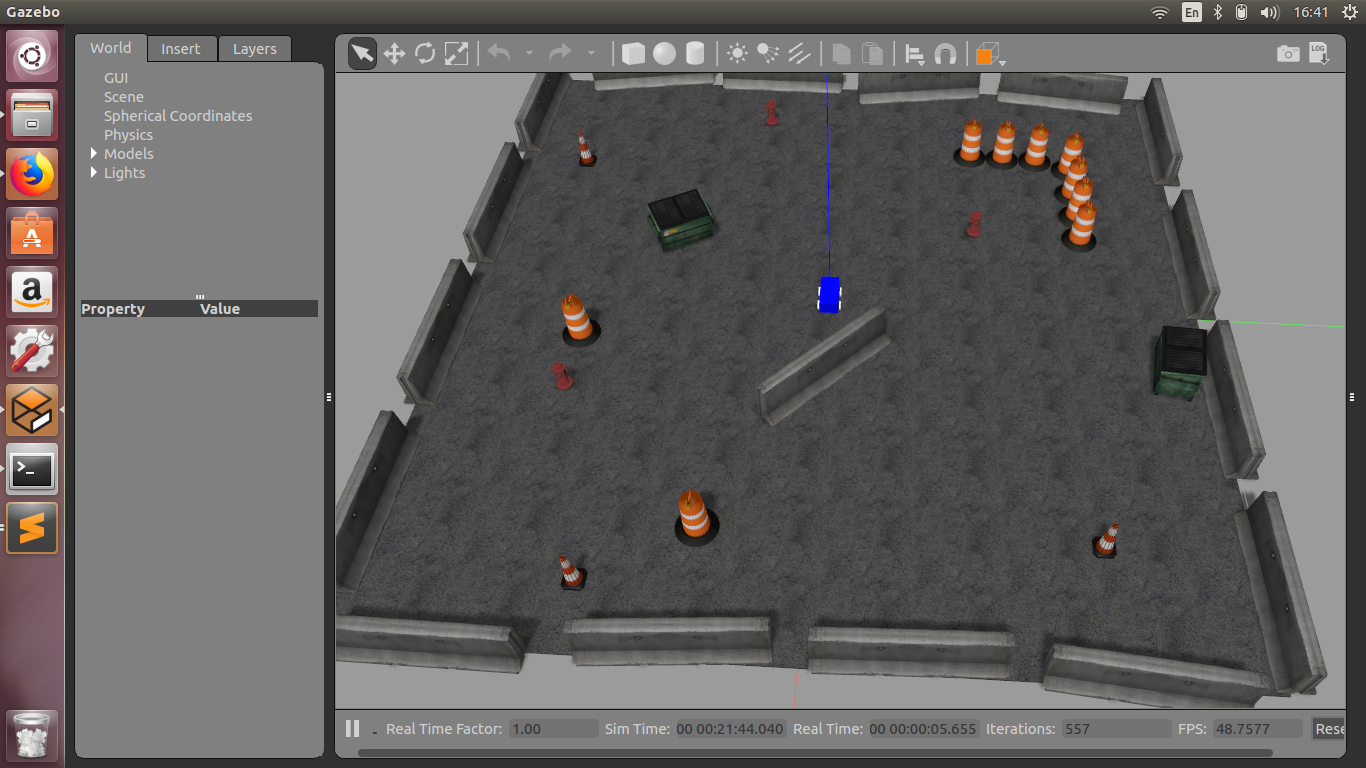 Gazebo
En
16:41
World Insert Layers
LOG
GUI
Scene
Spherical Coordinates
Physics
Models
Lights
Property Value
Real Time Factor: 1.00 Sim Time: 00 00:21:44.040 Real Time: 00 00:00:05.655 Iterations: 557 FPS: 48.7577 Rese